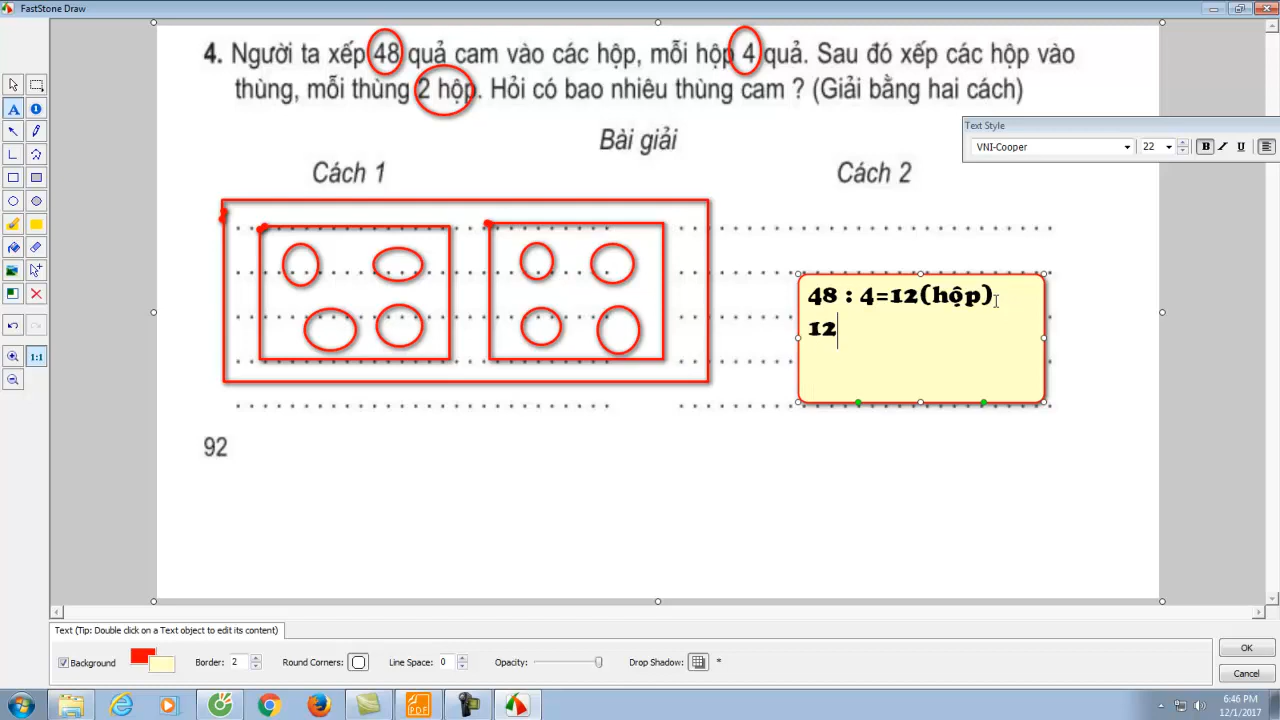 FastStone Draw
4. Người ta xếp 48 quả cam vào các hộp, mỗi hộp 4 quả. Sau đó xếp các hộp vào
thùng, mỗi thùng 2 hộp. Hỏi có bao nhiêu thùng cam ? (Giải bằng hai cách)
Text Style
VNI-Cooper
22
B
I
U
Bài giải
Cách 1
Cách 2
48 : 4=12(hộp)
12
92
1:1
Text (Tip: Double click on a Text object to edit its content)
Background
Border: 2
Round Corners:
Line Space: 0
Opacity:
Drop Shadow:
*
OK
Cancel
PDF
6:46 PM
12/1/2017